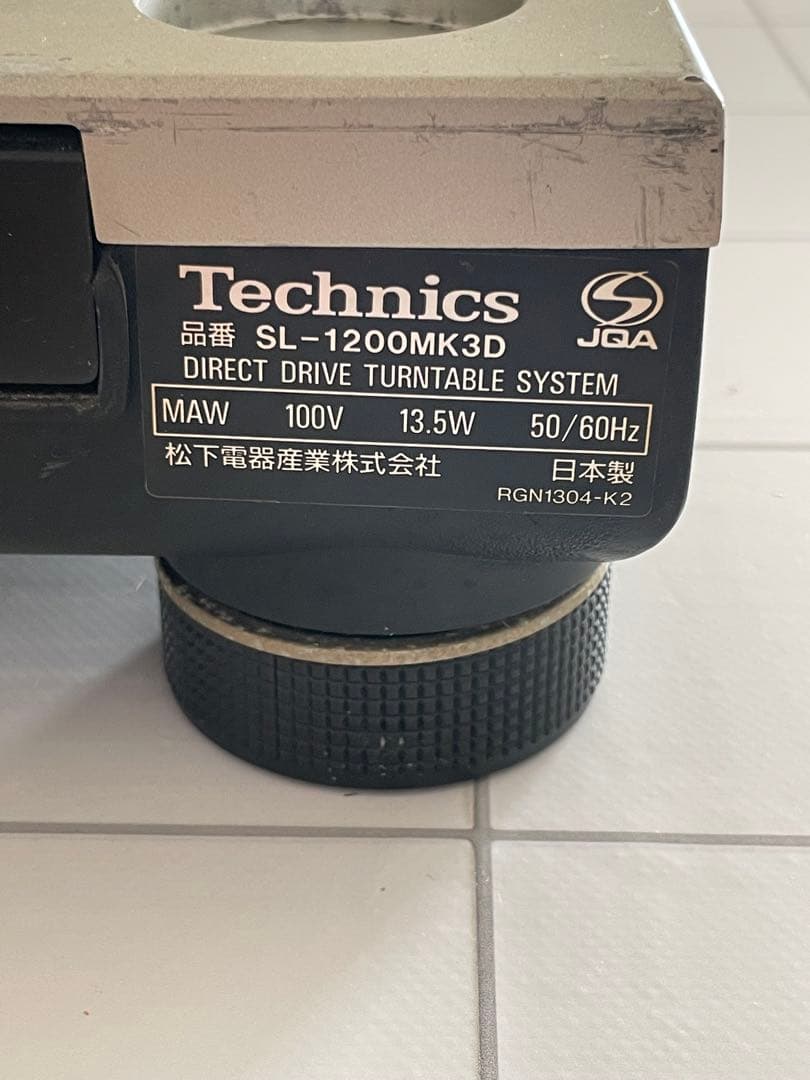 Technics
JQA
品番 SL-1200MK3D
DIRECT DRIVE TURNTABLE SYSTEM
MAW 100V 13.5W 50/60Hz
松下電器産業株式会社 日本製
RGN1304-K2